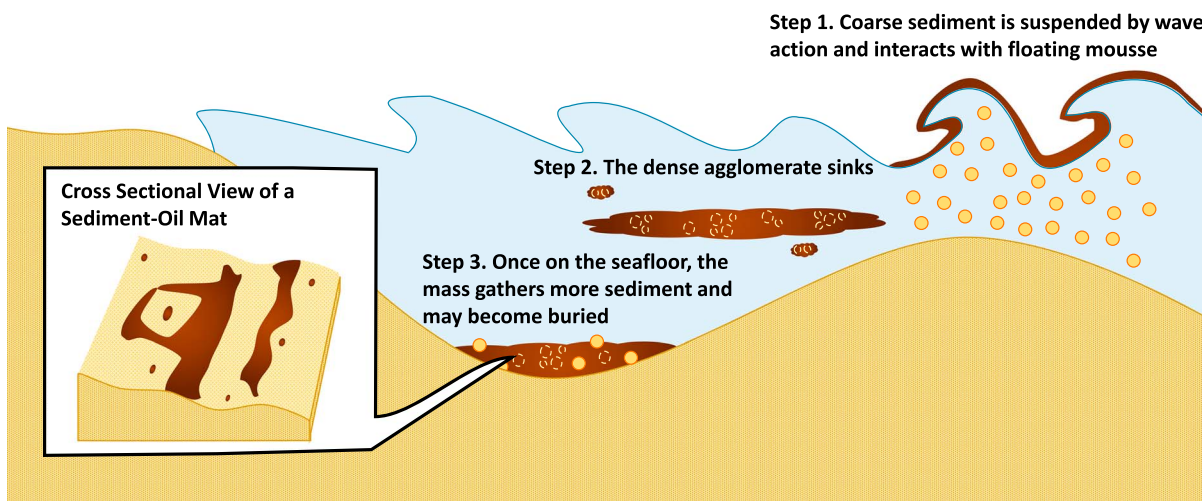 Step 1. Coarse sediment is suspended by wave
action and interacts with floating mousse
Step 2. The dense agglomerate sinks
Cross Sectional View of a
Sediment-Oil Mat
Step 3. Once on the seafloor, the
mass gathers more sediment and
may become buried